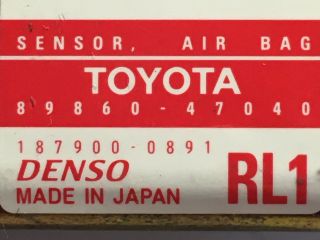 SENSOR, AIR BAG
TOYOTA
89860-47040
187900-0891
DENSO RL1
MADE IN JAPAN